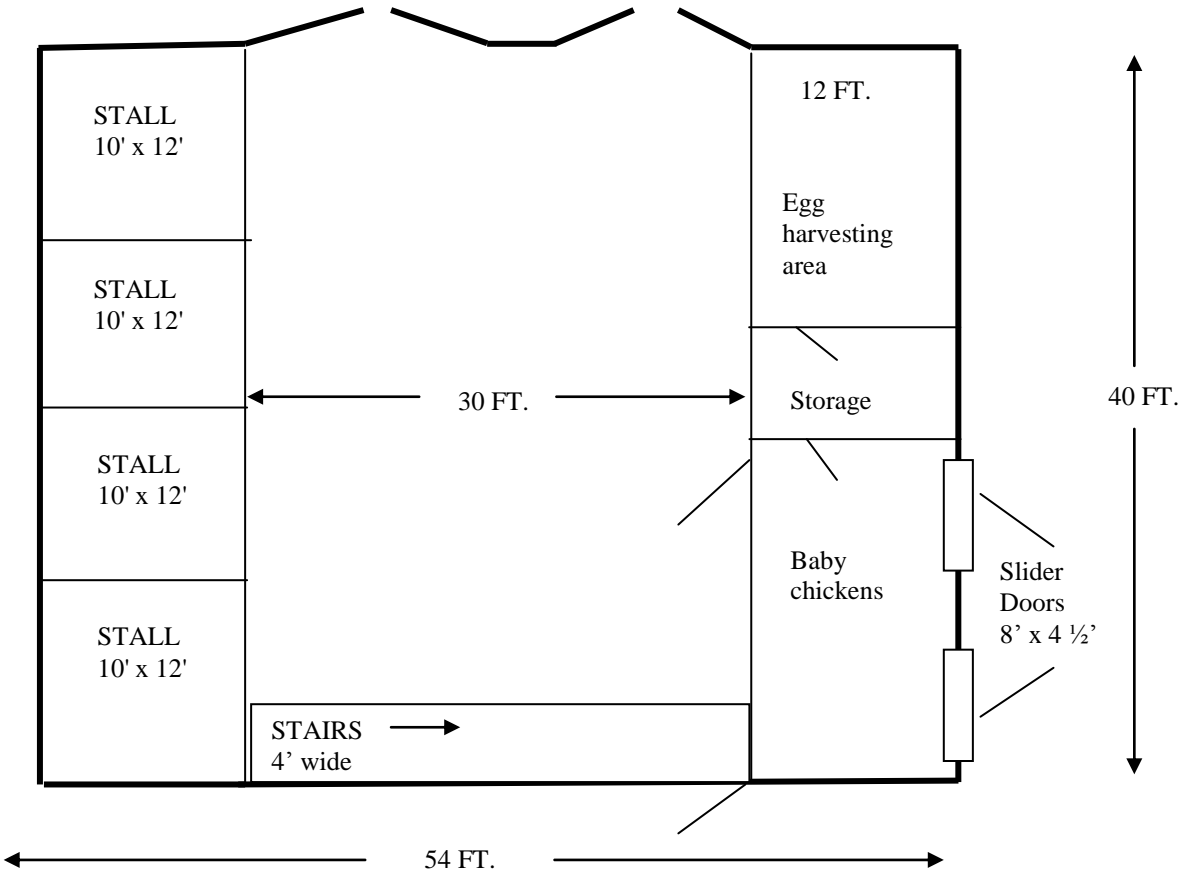 12 FT.
STALL
10' x 12'
Egg
harvesting
area
STALL
10' x 12'
30 FT.
Storage
40 FT.
STALL
10' x 12'
Baby
chickens
Slider
Doors
8’ x 4 ½’
STALL
10' x 12'
STAIRS
4’ wide
54 FT.